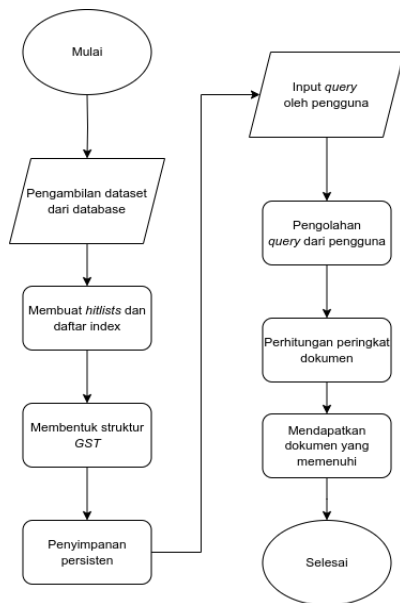 Mulai
Pengambilan dataset
dari database
Membuat hitlists dan
daftar index
Membentuk struktur
GST
Penyimpanan
persisten
Input query
oleh pengguna
Pengolahan
query dari pengguna
Perhitungan peringkat
dokumen
Mendapatkan
dokumen yang
memenuhi
Selesai